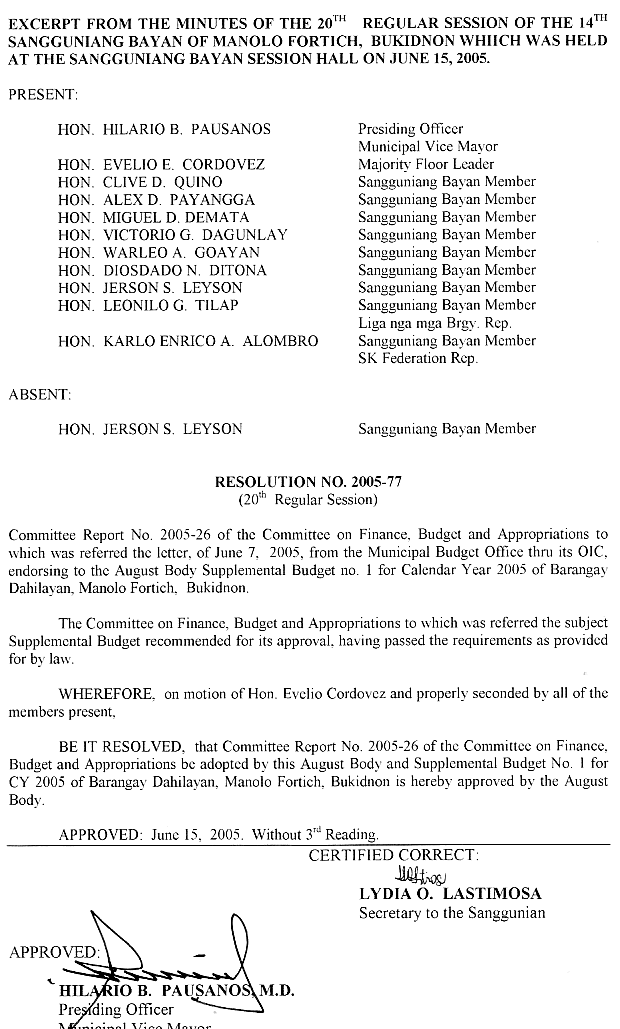 EXCERPT FROM THE MINUTES OF THE 20TH REGULAR SESSION OF THE 14TH
SANGGUNIANG BAYAN OF MANOLO FORTICH, BUKIDNON WHIICH WAS HELD
AT THE SANGGUNIANG BAYAN SESSION HALL ON JUNE 15, 2005.
PRESENT:
HON. HILARIO B. PAUSANOS Presiding Officer
Municipal Vice Mayor
HON. EVELIO E. CORDOVEZ Majority Floor Leader
HON. CLIVE D. QUINO Sangguniang Bayan Member
HON. ALEX D. PAYANGGA Sangguniang Bayan Member
HON. MIGUEL D. DEMATA Sangguniang Bayan Member
HON. VICTORIO G. DAGUNLAY Sangguniang Bayan Member
HON. WARLEO A. GOAYAN Sangguniang Bayan Member
HON. DIOSDADO N. DITONA Sangguniang Bayan Member
HON. JERSON S. LEYSON Sangguniang Bayan Member
HON. LEONILO G. TILAP Sangguniang Bayan Member
Liga nga mga Brgy. Rep.
HON. KARLO ENRICO A. ALOMBRO Sangguniang Bayan Member
SK Federation Rep.
ABSENT:
HON. JERSON S. LEYSON Sangguniang Bayan Member
RESOLUTION NO. 2005-77
(20th Regular Session)
Committee Report No. 2005-26 of the Committee on Finance, Budget and Appropriations to
which was referred the letter, of June 7, 2005, from the Municipal Budget Office thru its OIC,
endorsing to the August Body Supplemental Budget no. 1 for Calendar Year 2005 of Barangay
Dahilayan, Manolo Fortich, Bukidnon.
The Committee on Finance, Budget and Appropriations to which was referred the subject
Supplemental Budget recommended for its approval, having passed the requirements as provided
for by law.
WHEREFORE, on motion of Hon. Evelio Cordovez and properly seconded by all of the
members present,
BE IT RESOLVED, that Committee Report No. 2005-26 of the Committee on Finance,
Budget and Appropriations be adopted by this August Body and Supplemental Budget No. 1 for
CY 2005 of Barangay Dahilayan, Manolo Fortich, Bukidnon is hereby approved by the August
Body.
APPROVED: June 15, 2005. Without 3rd Reading.
CERTIFIED CORRECT:
LYDIA O. LASTIMOSA
Secretary to the Sanggunian
APPROVED:
HILARIO B. PAUSANOS, M.D.
Presiding Officer
Municipal Vice Mayor